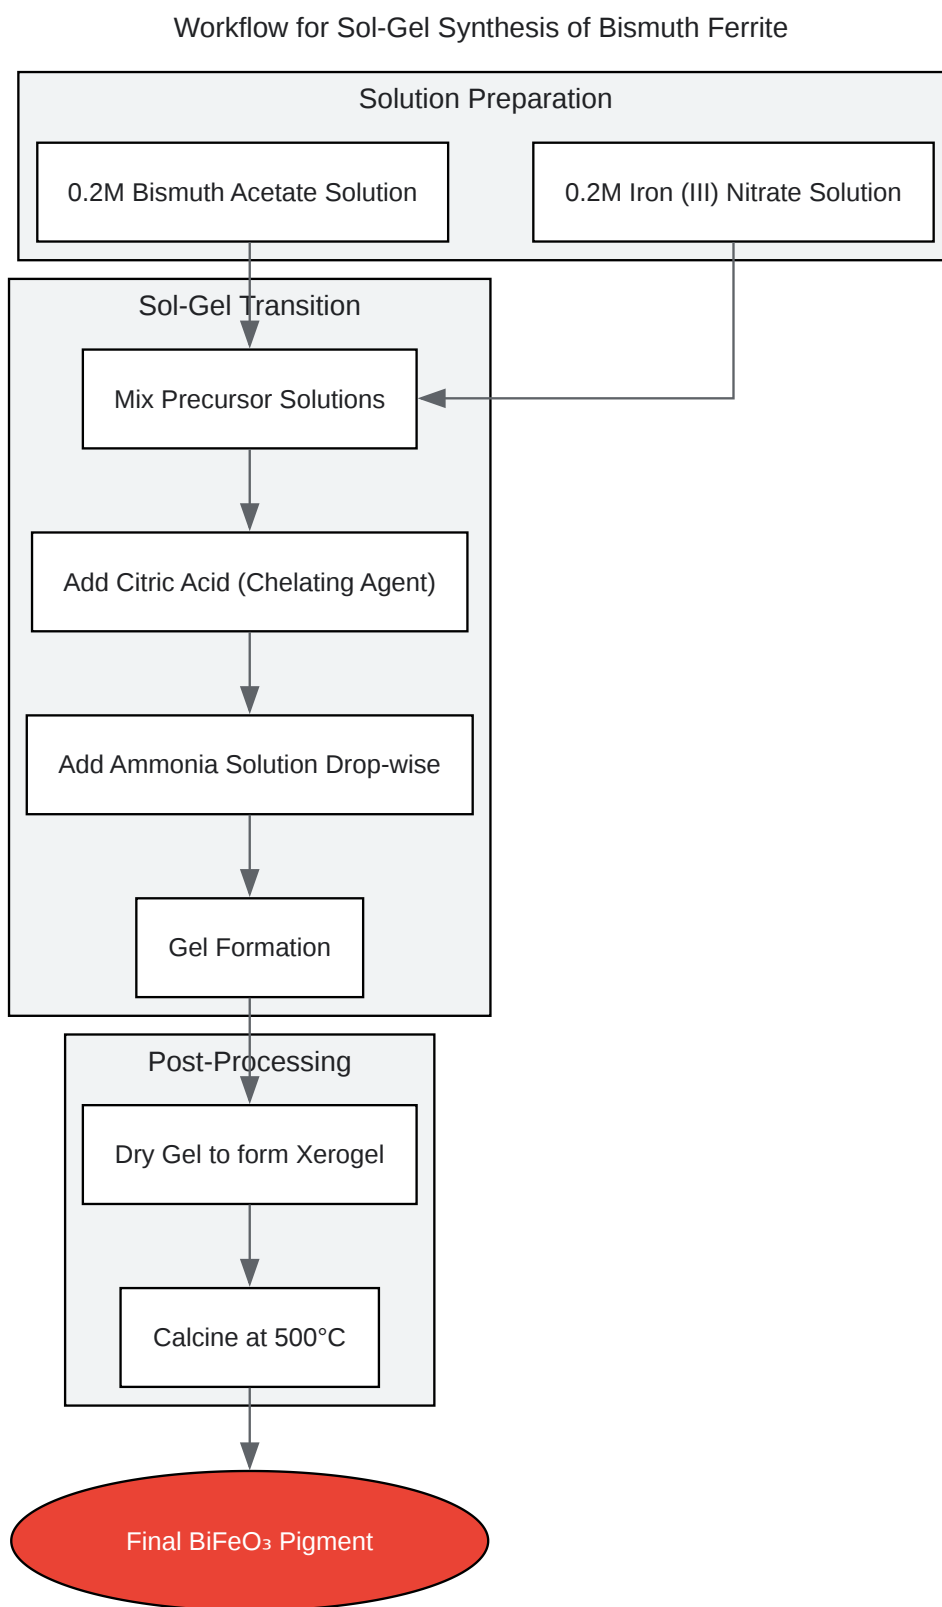 Workflow for Sol-Gel Synthesis of Bismuth Ferrite
Solution Preparation
0.2M Bismuth Acetate Solution
0.2M Iron (III) Nitrate Solution
Sol-Gel Transition
Mix Precursor Solutions
Add Citric Acid (Chelating Agent)
Add Ammonia Solution Drop-wise
Gel Formation
Post-Processing
Dry Gel to form Xerogel
Calcine at 500°C
Final BiFeO₃ Pigment